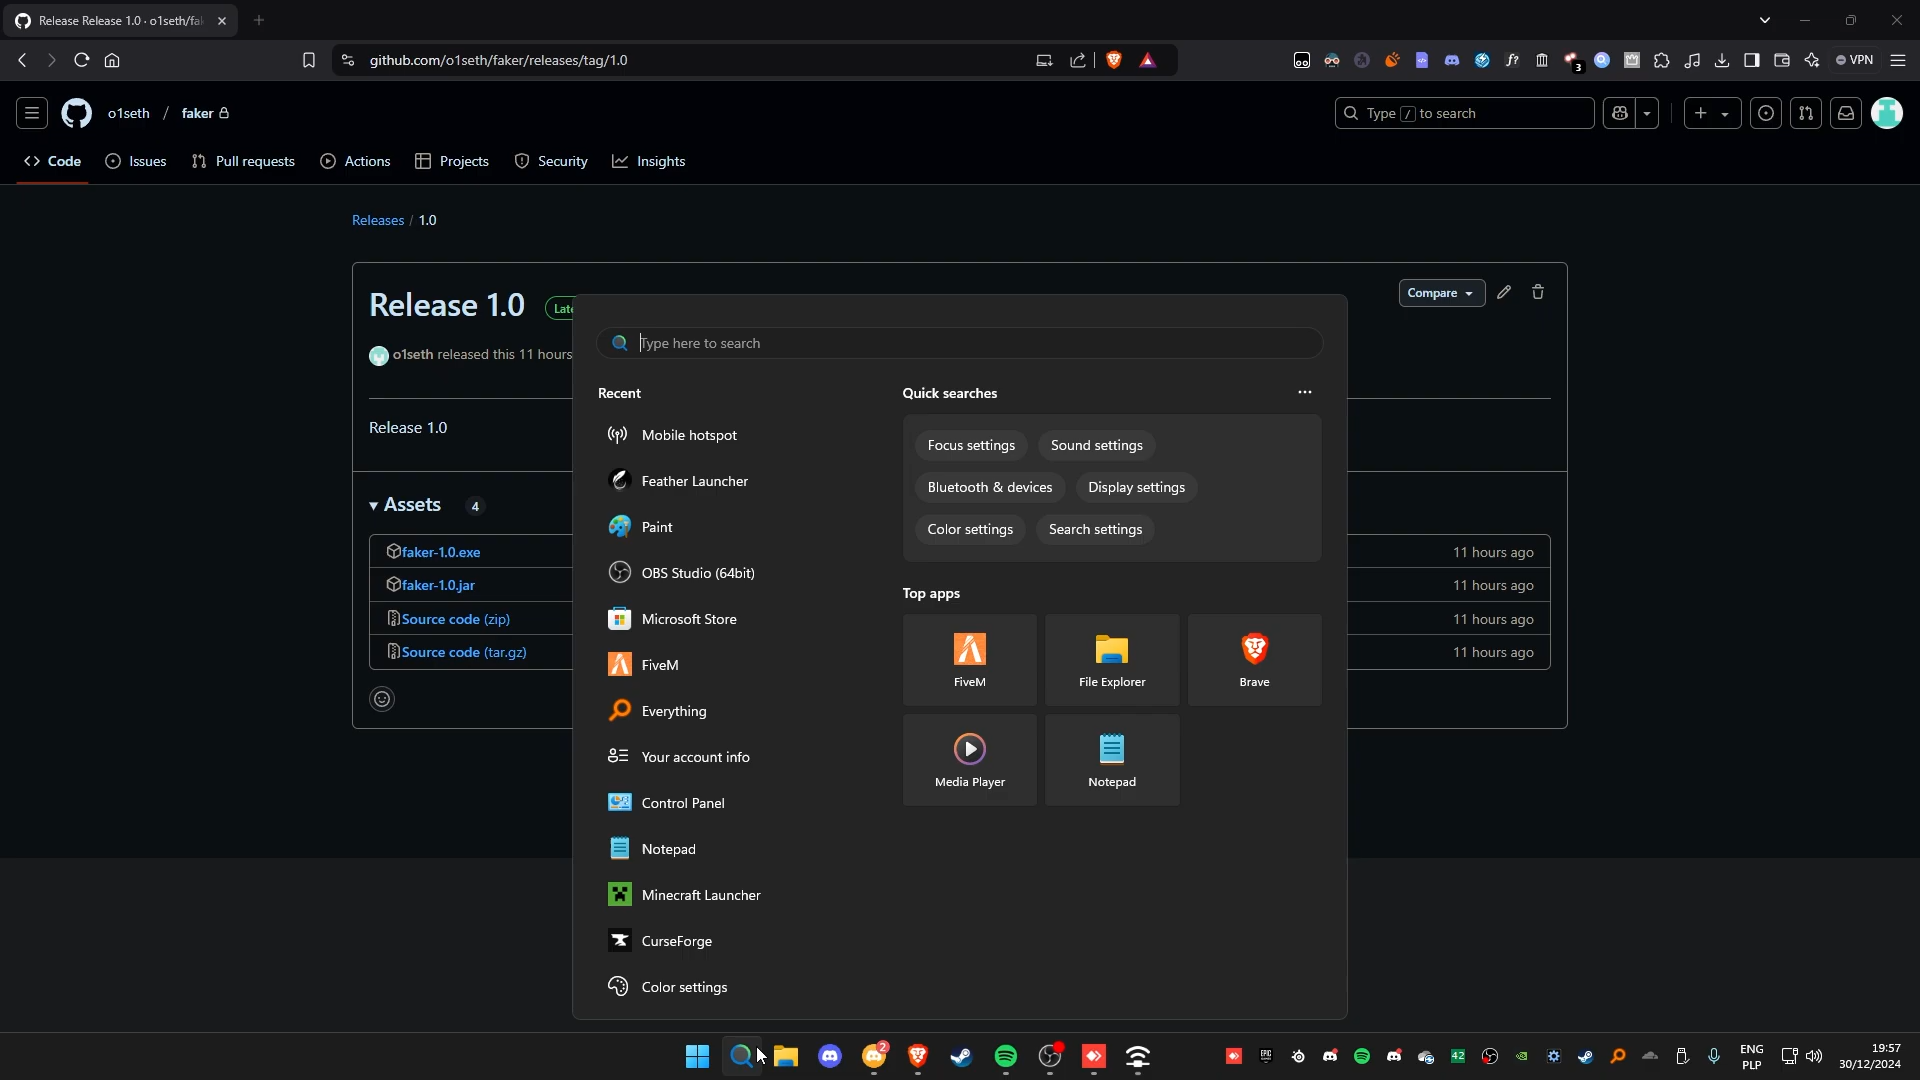 Release Release 1.0 · o1seth/fa
github.com/o1seth/faker/releases/tag/1.0
3
VPN
o1seth / faker
Type / to search
Code
Issues
Pull requests
Actions
Projects
Security
Insights
Releases / 1.0
Release 1.0
Late
Compare
o1seth released this 11 hours
Release 1.0
Assets 4
faker-1.0.exe
11 hours ago
faker-1.0.jar
11 hours ago
Source code (zip)
11 hours ago
Source code (tar.gz)
11 hours ago
Type here to search
Recent
Mobile hotspot
Feather Launcher
Paint
OBS Studio (64bit)
Microsoft Store
FiveM
Everything
Your account info
Control Panel
Notepad
Minecraft Launcher
CurseForge
Color settings
Quick searches
Focus settings
Sound settings
Bluetooth & devices
Display settings
Color settings
Search settings
Top apps
FiveM
File Explorer
Brave
Media Player
Notepad
2
EPIC
42
ENG
PLP
19:57
30/12/2024